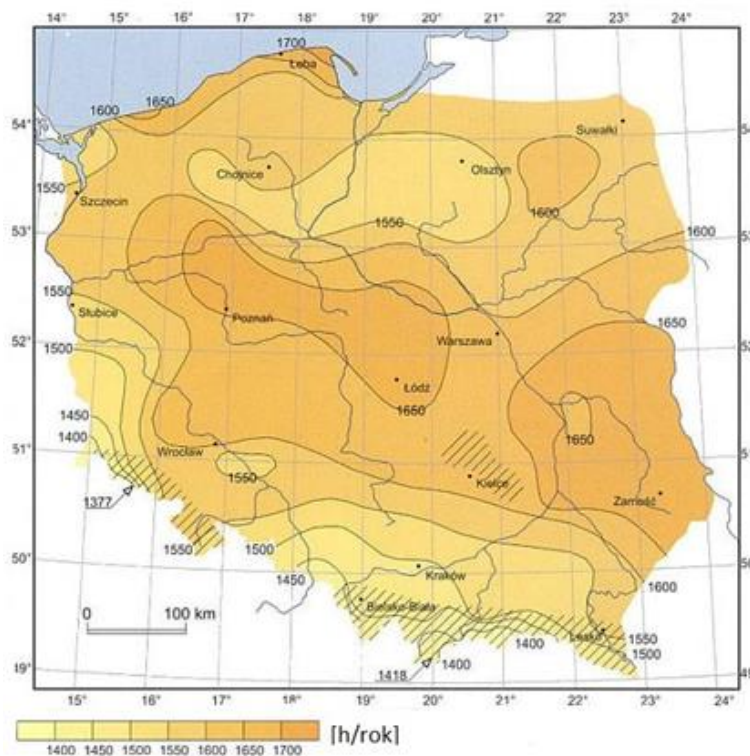 14° 15° 16° 17° 18° 19° 20° 21° 22° 23° 24°
1700
Łeba
1650
1600
54°
Suwałki
Chojnice
Olsztyn
1550
Szczecin
1600
1550
53°
1600
1550
Słubice
1650
Poznań
52°
Warszawa
1500
Łódź
1650
1450
1400
51°
1650
Wrocław
1550
Kielce
Zamość
1377
1550
1500
50°
1450
Kraków
1600
0 100 km
Bielsko-Biała
Lesko
1550
1400
1500
1418
1400
49°
15° 16° 17° 18° 19° 20° 21° 22° 23°
[h/rok]
1400 1450 1500 1550 1600 1650 1700